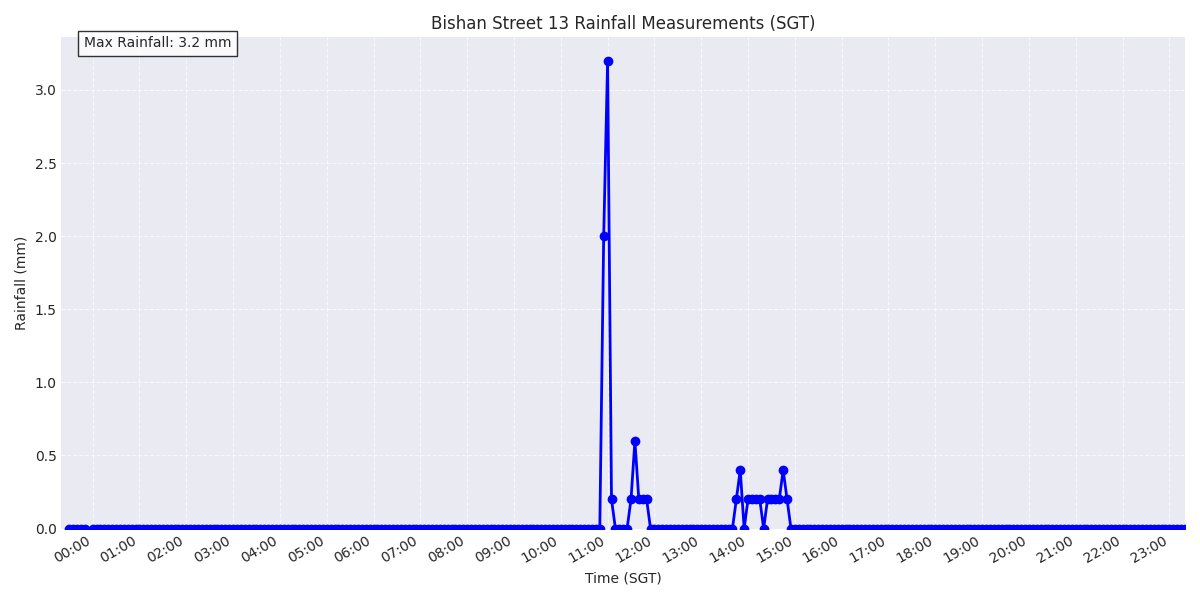 Bishan Street 13 Rainfall Measurements (SGT)
Max Rainfall: 3.2 mm
3.0
2.5
2.0
1.5
1.0
0.5
0.0
Rainfall (mm)
00:00 01:00 02:00 03:00 04:00 05:00 06:00 07:00 08:00 09:00 10:00 11:00 12:00 13:00 14:00 15:00 16:00 17:00 18:00 19:00 20:00 21:00 22:00 23:00
Time (SGT)